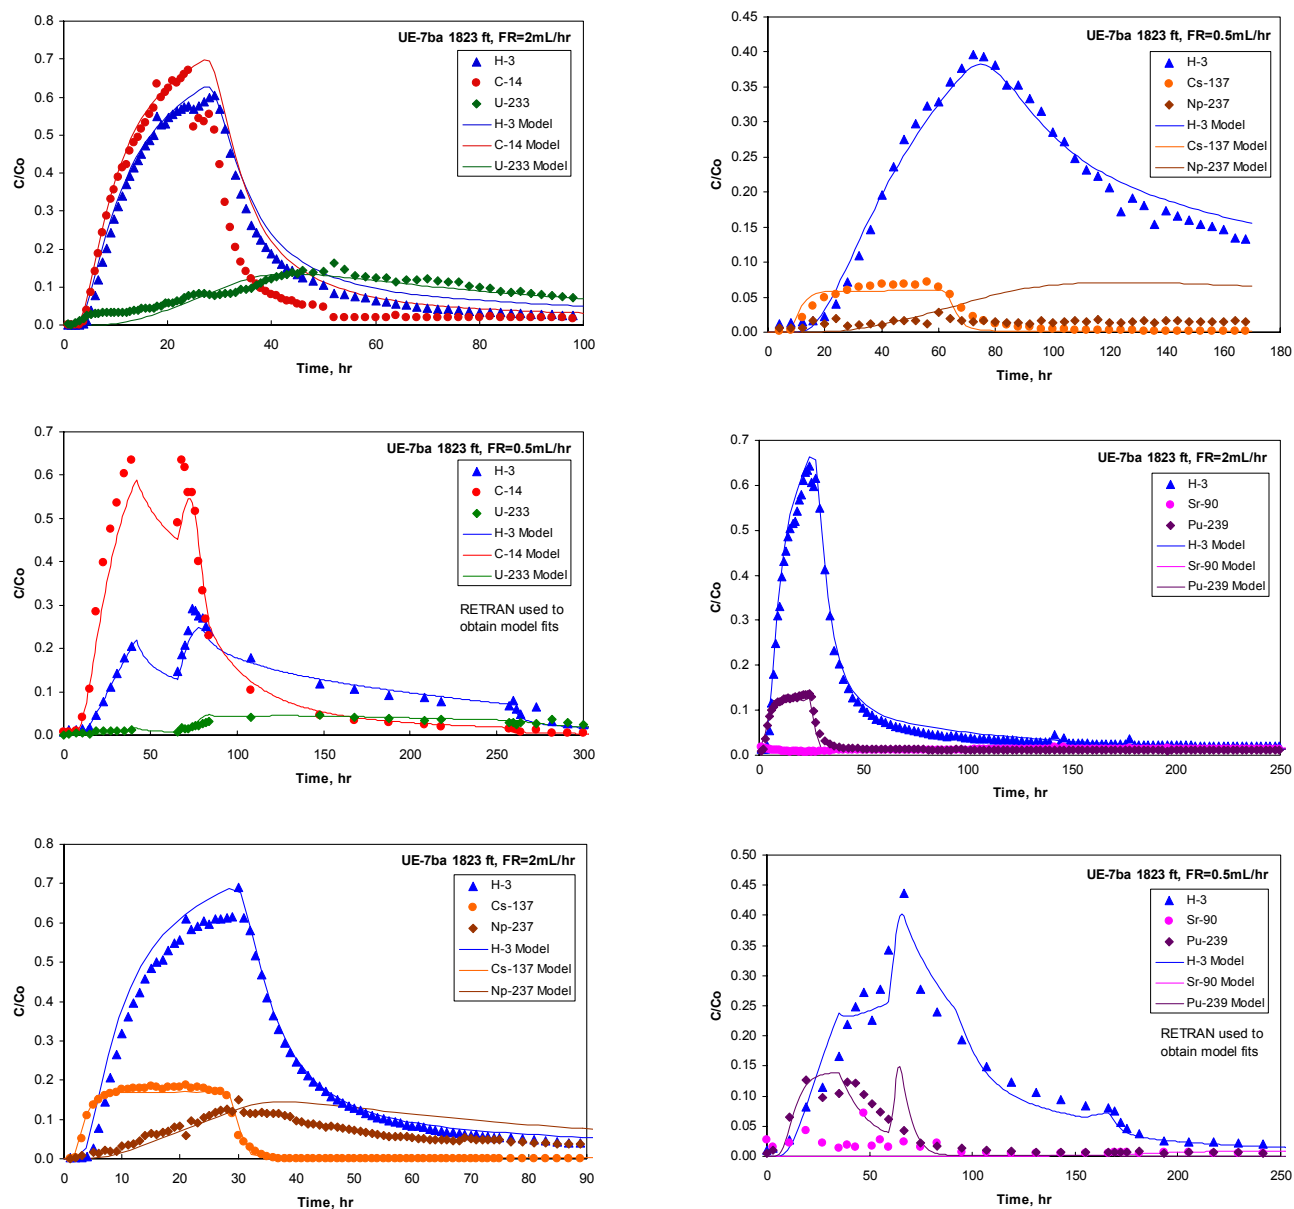 UE-7ba 1823 ft, FR=2mL/hr
H-3
C-14
U-233
H-3 Model
C-14 Model
U-233 Model
C/Co
0.8
0.7
0.6
0.5
0.4
0.3
0.2
0.1
0.0
0 20 40 60 80 100
Time, hr
UE-7ba 1823 ft, FR=0.5mL/hr
H-3
Cs-137
Np-237
H-3 Model
Cs-137 Model
Np-237 Model
C/Co
0.45
0.40
0.35
0.30
0.25
0.20
0.15
0.10
0.05
0.00
0 20 40 60 80 100 120 140 160 180
Time, hr
UE-7ba 1823 ft, FR=0.5mL/hr
H-3
C-14
U-233
H-3 Model
C-14 Model
U-233 Model
RETRAN used to
obtain model fits
C/Co
0.7
0.6
0.5
0.4
0.3
0.2
0.1
0.0
0 50 100 150 200 250 300
Time, hr
UE-7ba 1823 ft, FR=2mL/hr
H-3
Sr-90
Pu-239
H-3 Model
Sr-90 Model
Pu-239 Model
C/Co
0.7
0.6
0.5
0.4
0.3
0.2
0.1
0.0
0 50 100 150 200 250
Time, hr
UE-7ba 1823 ft, FR=2mL/hr
H-3
Cs-137
Np-237
H-3 Model
Cs-137 Model
Np-237 Model
C/Co
0.8
0.7
0.6
0.5
0.4
0.3
0.2
0.1
0.0
0 10 20 30 40 50 60 70 80 90
Time, hr
UE-7ba 1823 ft, FR=0.5mL/hr
H-3
Sr-90
Pu-239
H-3 Model
Sr-90 Model
Pu-239 Model
RETRAN used to
obtain model fits
C/Co
0.50
0.45
0.40
0.35
0.30
0.25
0.20
0.15
0.10
0.05
0.00
0 50 100 150 200 250
Time, hr